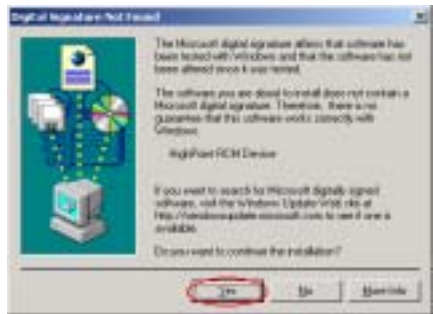 Digital Signature Not Found
The Microsoft digital signature affirms that software has
been tested with Windows and that the software has not
been altered since it was tested.
The software you are about to install does not contain a
Microsoft digital signature. Therefore, there is no
guarantee that this software works correctly with
Windows.
HighPoint RCM Device
If you want to search for Microsoft digitally signed
software, visit the Windows Update Web site at
http://windowsupdate.microsoft.com to see if one is
available.
Do you want to continue the installation?
Yes
No
More Info